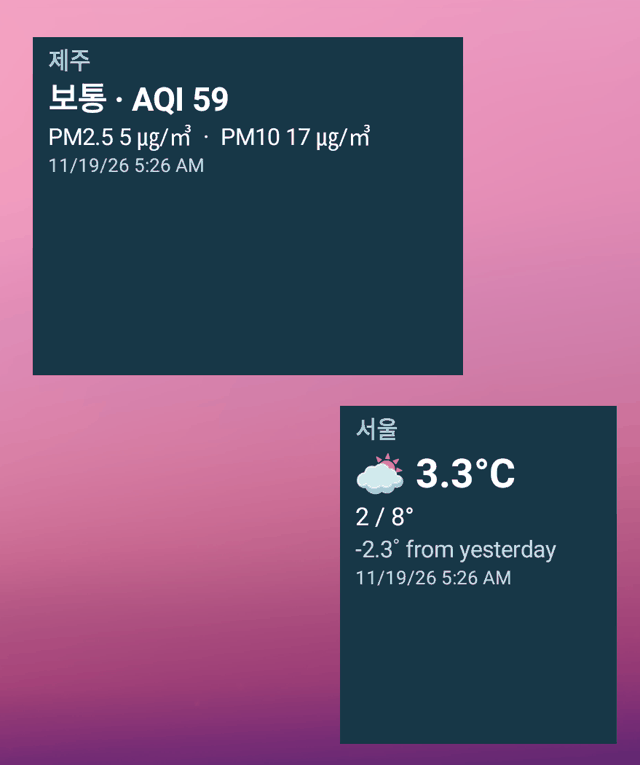 제주
보통 · AQI 59
PM2.5 5 ㎍/㎥ · PM10 17 ㎍/㎥
11/19/26 5:26 AM
서울
3.3°C
2 / 8°
-2.3° from yesterday
11/19/26 5:26 AM